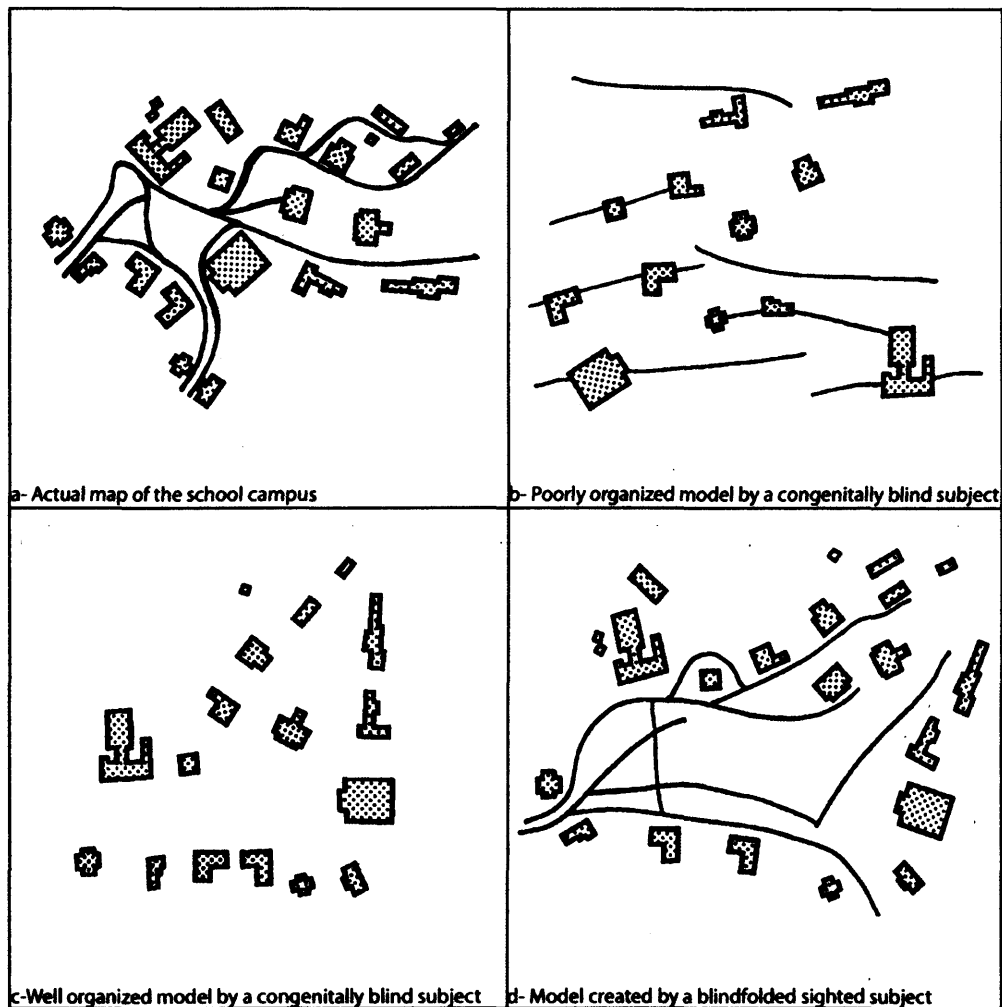 a- Actual map of the school campus
b- Poorly organized model by a congenitally blind subject
c-Well organized model by a congenitally blind subject
d- Model created by a blindfolded sighted subject